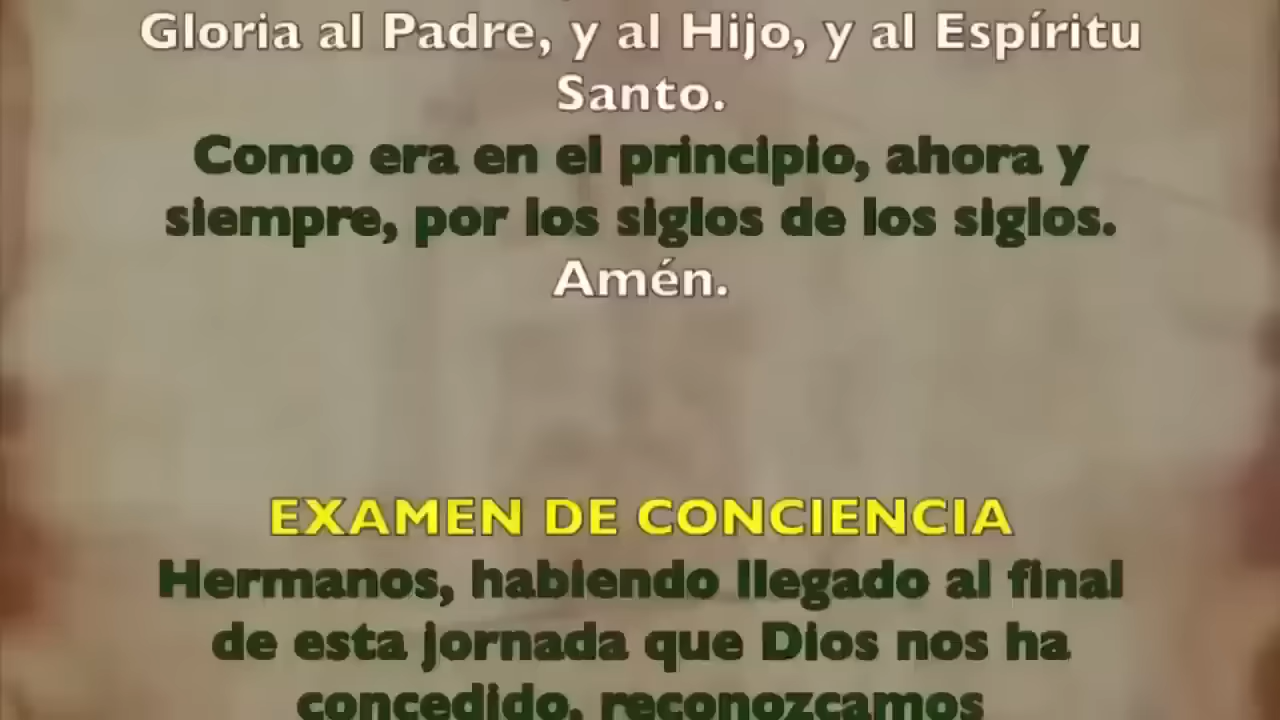 Gloria al Padre, y al Hijo, y al Espíritu
Santo.
Como era en el principio, ahora y
siempre, por los siglos de los siglos.
Amén.
EXAMEN DE CONCIENCIA
Hermanos, habiendo llegado al final
de esta jornada que Dios nos ha
concedido, reconozcamos